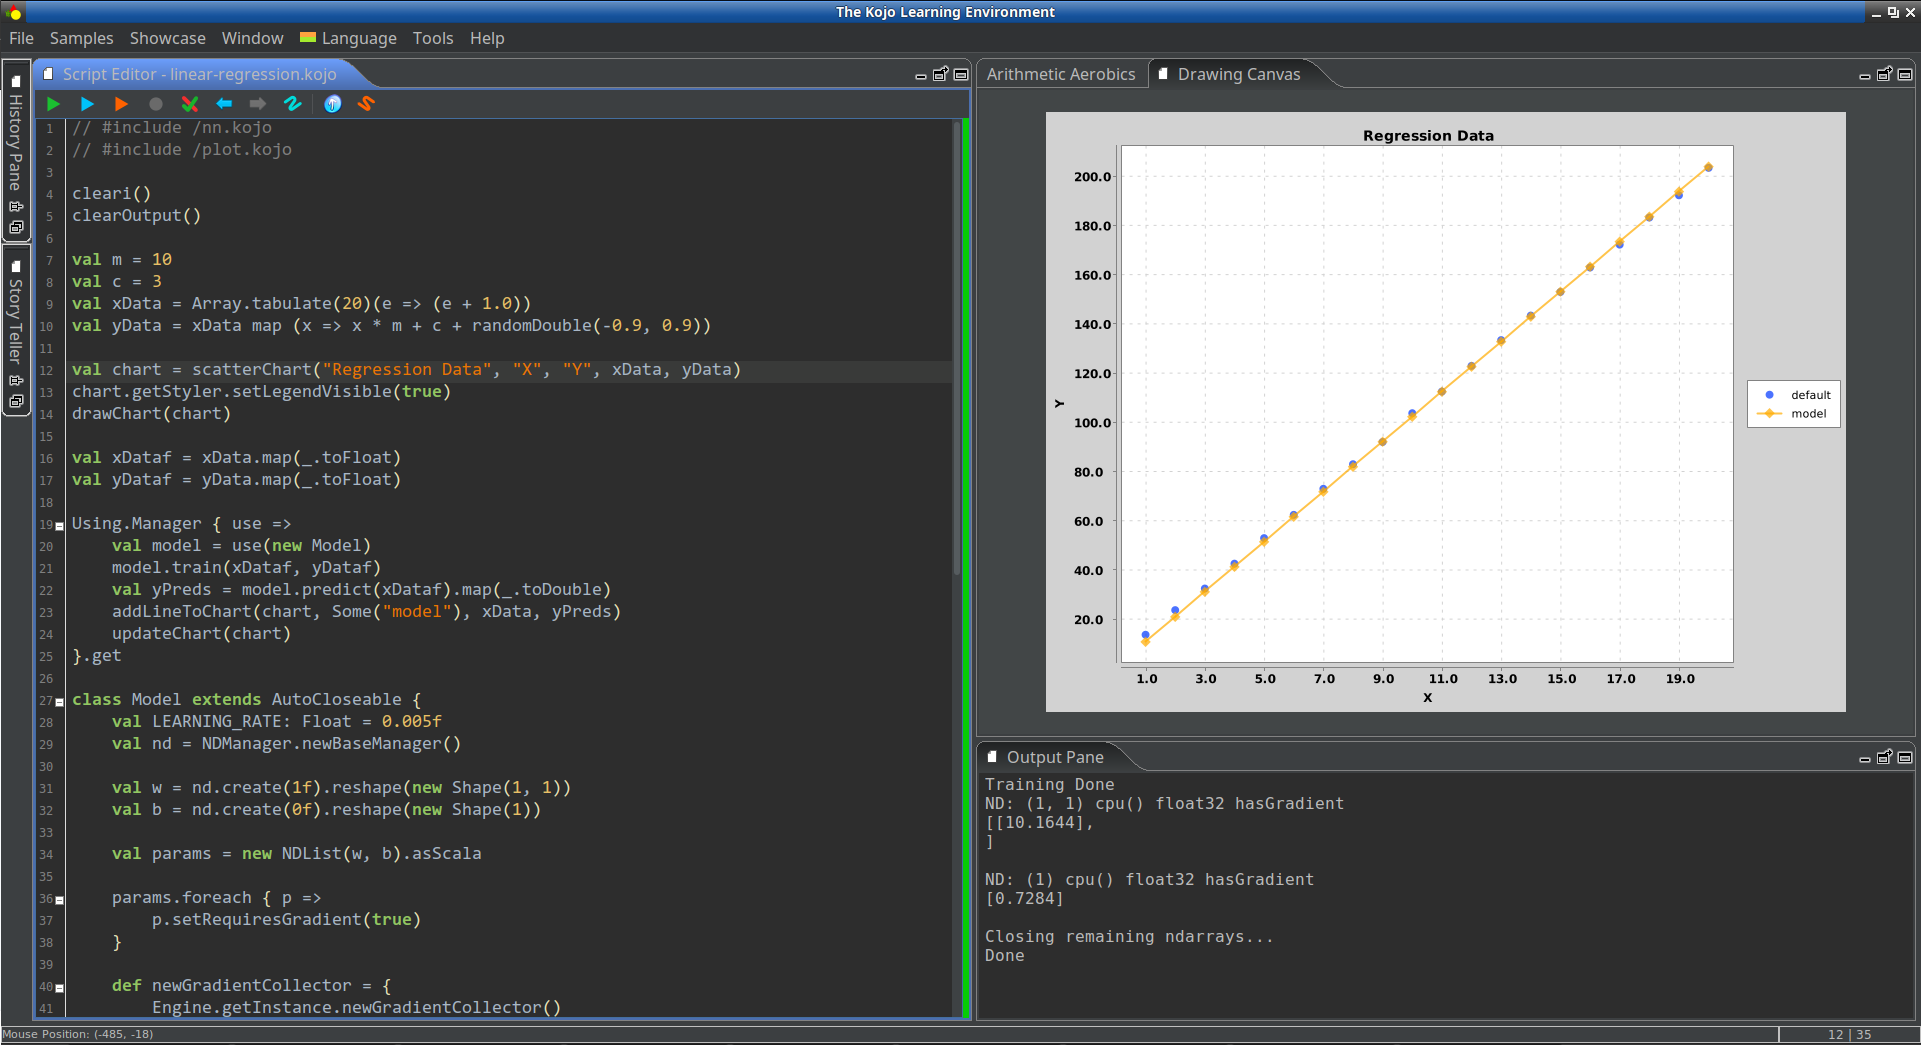 The Kojo Learning Environment
File Samples Showcase Window Language Tools Help
History Pane
Story Teller
Script Editor - linear-regression.kojo
1 // #include /nn.kojo
2 // #include /plot.kojo
3
4 cleari()
5 clearOutput()
6
7 val m = 10
8 val c = 3
9 val xData = Array.tabulate(20)(e => (e + 1.0))
10 val yData = xData map (x => x * m + c + randomDouble(-0.9, 0.9))
11
12 val chart = scatterChart("Regression Data", "X", "Y", xData, yData)
13 chart.getStyler.setLegendVisible(true)
14 drawChart(chart)
15
16 val xDataf = xData.map(_.toFloat)
17 val yDataf = yData.map(_.toFloat)
18
19 Using.Manager { use =>
20     val model = use(new Model)
21     model.train(xDataf, yDataf)
22     val yPreds = model.predict(xDataf).map(_.toDouble)
23     addLineToChart(chart, Some("model"), xData, yPreds)
24     updateChart(chart)
25 }.get
26
27 class Model extends AutoCloseable {
28     val LEARNING_RATE: Float = 0.005f
29     val nd = NDManager.newBaseManager()
30
31     val w = nd.create(1f).reshape(new Shape(1, 1))
32     val b = nd.create(0f).reshape(new Shape(1))
33
34     val params = new NDList(w, b).asScala
35
36     params.foreach { p =>
37         p.setRequiresGradient(true)
38     }
39
40     def newGradientCollector = {
41         Engine.getInstance.newGradientCollector()
Arithmetic Aerobics
Drawing Canvas
Regression Data
200.0
180.0
160.0
140.0
120.0
100.0
80.0
60.0
40.0
20.0
Y
1.0 3.0 5.0 7.0 9.0 11.0 13.0 15.0 17.0 19.0
X
default
model
Output Pane
Training Done
ND: (1, 1) cpu() float32 hasGradient
[[10.1644],
]
ND: (1) cpu() float32 hasGradient
[0.7284]
Closing remaining ndarrays...
Done
Mouse Position: (-485, -18)
12 | 35